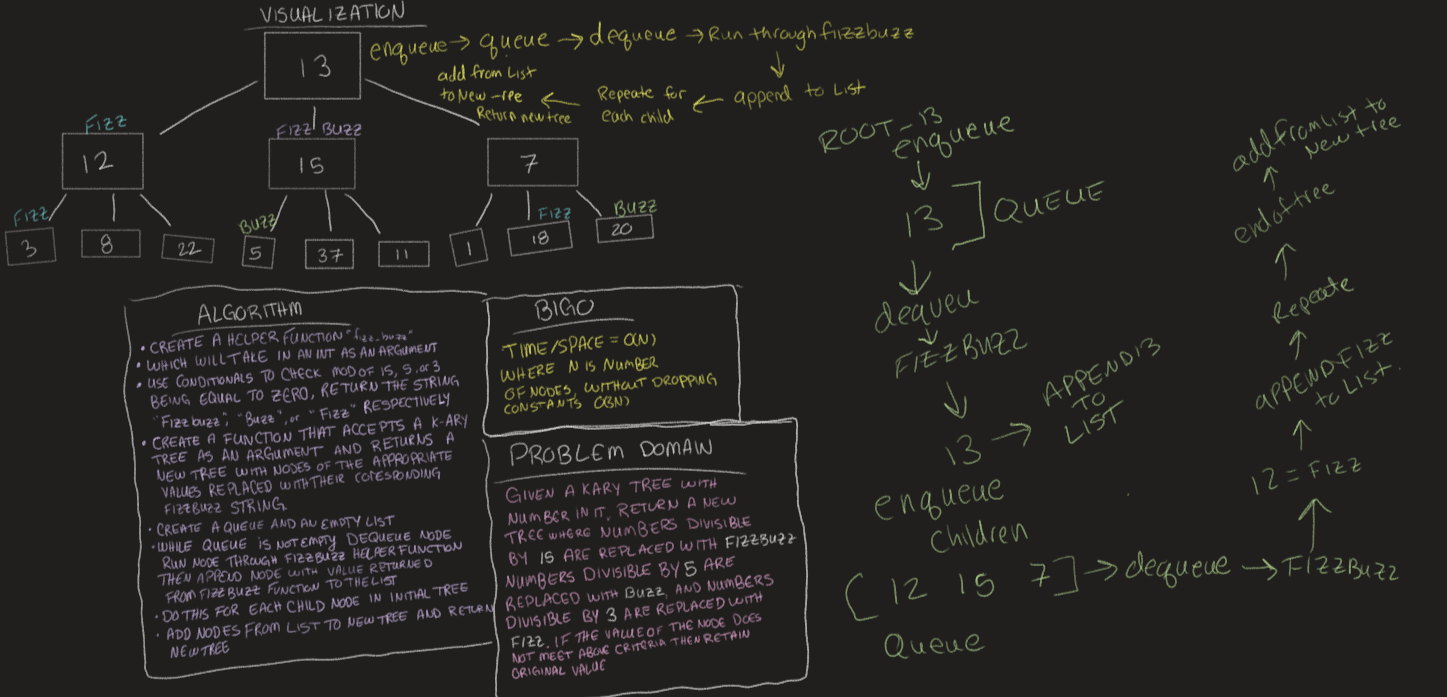 VISUALIZATION
13
enqueue → queue → dequeue → Run through fizzbuzz
append to List
Repeate for
each child
add from List
to New -ree
Return new tree
FIZZ
12
FIZZ BUZZ
15
7
FIZZ
3
8
22
BUZZ
5
37
11
1
FIZZ
18
BUZZ
20
ALGORITHM
• CREATE A HELPER FUNCTION "fizz_buzz"
• WHICH WILL TAKE IN AN INT AS AN ARGUMENT
• USE CONDITIONALS TO CHECK MOD OF 15, 5, or 3
BEING EQUAL TO ZERO, RETURN THE STRING
"Fizzbuzz", "Buzz", or "Fizz" RESPECTIVELY
• CREATE A FUNCTION THAT ACCEPTS A K-ARY
TREE AS AN ARGUMENT AND RETURNS A
NEW TREE WITH NODES OF THE APPROPRIATE
VALUES REPLACED WITH THEIR CORESPONDING
FIZZBUZZ STRING
• CREATE A QUEUE AND AN EMPTY LIST
• WHILE QUEUE IS NOT EMPTY DEQUEUE NODE
RUN NODE THROUGH FIZZBUZZ HELPER FUNCTION
THEN APPEND NODE WITH VALUE RETURNED
FROM FIZZBUZZ FUNCTION TO THE LIST
• DO THIS FOR EACH CHILD NODE IN INITIAL TREE
• ADD NODES FROM LIST TO NEW TREE AND RETURN
NEW TREE
BIGO
TIME/SPACE = O(N)
WHERE N IS NUMBER
OF NODES, WITHOUT DROPPING
CONSTANTS O(3N)
PROBLEM DOMAIN
GIVEN A KARY TREE WITH
NUMBER IN IT, RETURN A NEW
TREE WHERE NUMBERS DIVISIBLE
BY 15 ARE REPLACED WITH FIZZBUZZ
NUMBERS DIVISIBLE BY 5 ARE
REPLACED WITH BUZZ, AND NUMBERS
DIVISIBLE BY 3 ARE REPLACED WITH
FIZZ, IF THE VALUE OF THE NODE DOES
NOT MEET ABOVE CRITERIA THEN RETAIN
ORIGINAL VALUE
ROOT - 13
enqueue
13 ] QUEUE
dequeu
FIZZBUZZ
13 → APPEND 13
TO
LIST
enqueue
children
[ 12 15 7 ] → dequeue → FIZZBUZZ
Queue
12 = FIZZ
APPEND FIZZ
to List.
Repeate
end of tree
add from List to
New tree